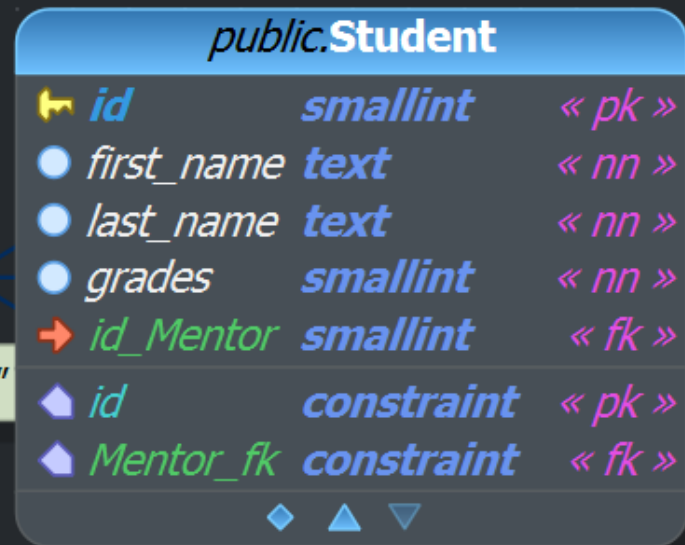 public.Student
id smallint « pk »
first_name text « nn »
last_name text « nn »
grades smallint « nn »
id_Mentor smallint « fk »
id constraint « pk »
Mentor_fk constraint « fk »
"